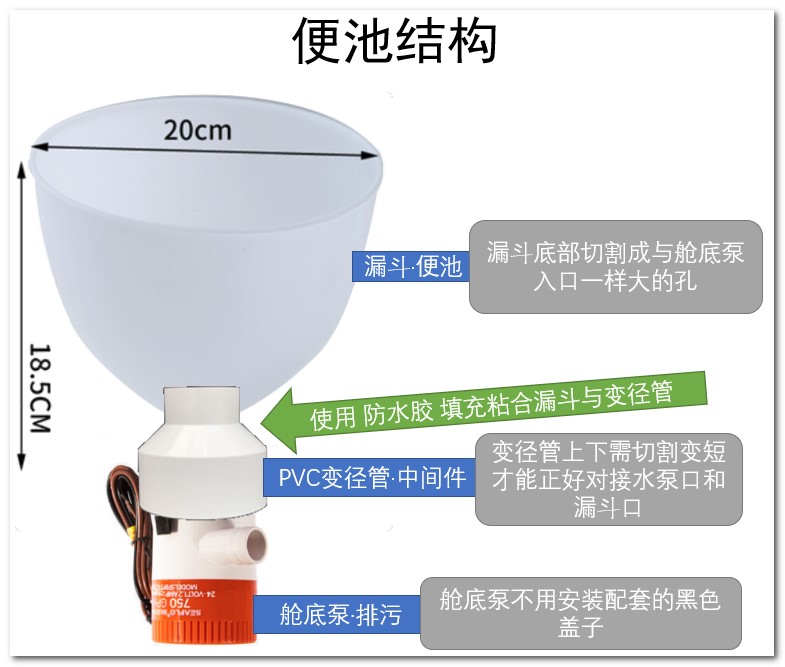 便池结构
20cm
18.5CM
漏斗·便池
漏斗底部切割成与舱底泵
入口一样大的孔
使用 防水胶 填充粘合漏斗与变径管
PVC变径管·中间件
变径管上下需切割变短
才能正好对接水泵口和
漏斗口
舱底泵·排污
舱底泵不用安装配套的黑色
盖子
SEAFLO
750 GPH